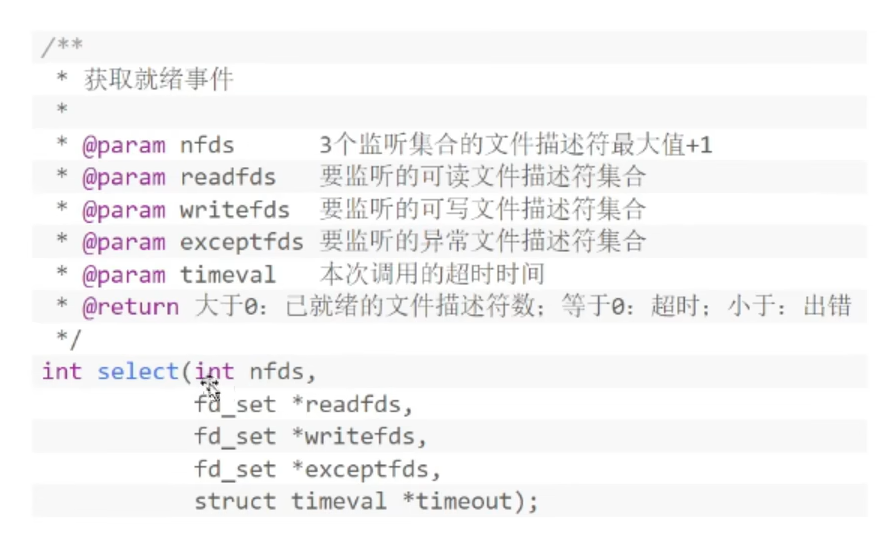 /**
 * 获取就绪事件
 *
 * @param nfds      3个监听集合的文件描述符最大值+1
 * @param readfds   要监听的可读文件描述符集合
 * @param writefds  要监听的可写文件描述符集合
 * @param exceptfds 要监听的异常文件描述符集合
 * @param timeval   本次调用的超时时间
 * @return 大于0：已就绪的文件描述符数；等于0：超时；小于：出错
 */
int select(int nfds,
           fd_set *readfds,
           fd_set *writefds,
           fd_set *exceptfds,
           struct timeval *timeout);